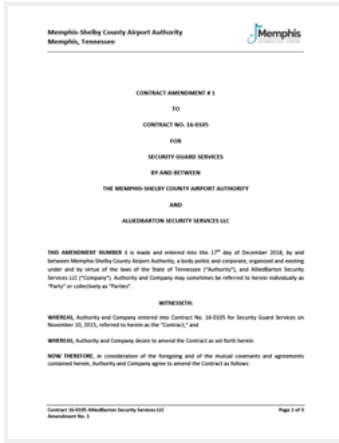 Memphis-Shelby County Airport Authority
Memphis, Tennessee
Memphis
CONTRACT AMENDMENT # 1
TO
CONTRACT NO. 16-0105
FOR
SECURITY GUARD SERVICES
BY AND BETWEEN
THE MEMPHIS-SHELBY COUNTY AIRPORT AUTHORITY
AND
ALLIEDBARTON SECURITY SERVICES LLC
THIS AMENDMENT NUMBER 1 is made and entered into this 17th day of December 2018, by and
between Memphis-Shelby County Airport Authority, a body politic and corporate, organized and existing
under and by virtue of the laws of the State of Tennessee ("Authority"), and AlliedBarton Security
Services LLC ("Company"). Authority and Company may sometimes be referred to herein individually as
"Party" or collectively as "Parties".
WITNESSETH:
WHEREAS, Authority and Company entered into Contract No. 16-0105 for Security Guard Services on
November 10, 2015, referred to herein as the "Contract;" and
WHEREAS, Authority and Company desire to amend the Contract as set forth herein.
NOW THEREFORE, in consideration of the foregoing and of the mutual covenants and agreements
contained herein, Authority and Company agree to amend the Contract as follows:
Contract 16-0105 AlliedBarton Security Services LLC
Amendment No. 1
Page 1 of 3